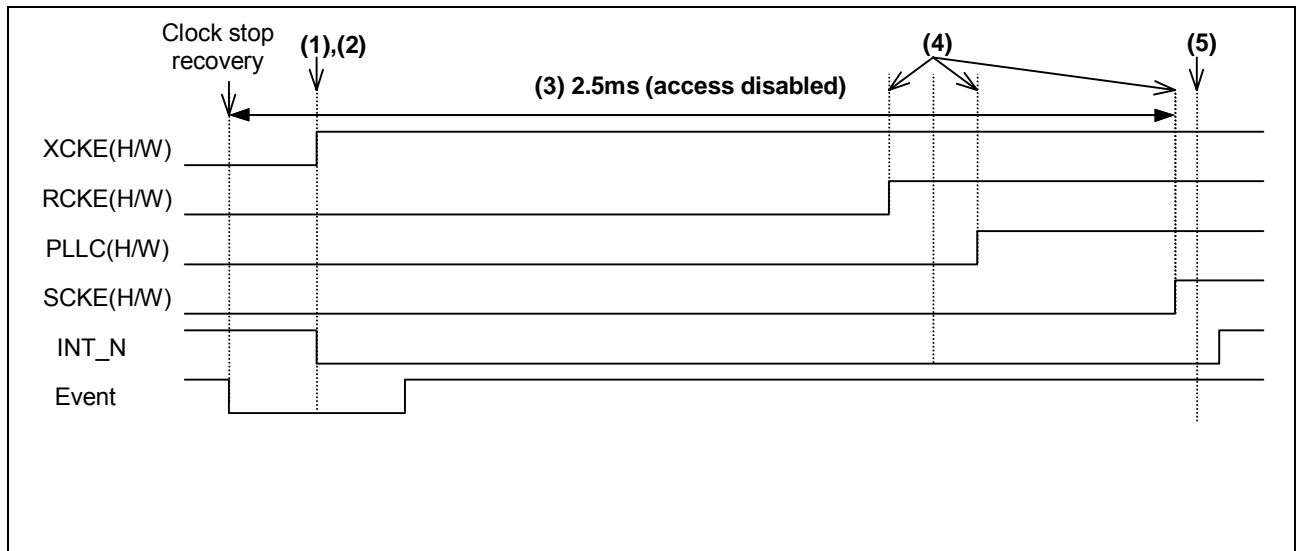 Clock stop
recovery
(1),(2)
(4)
(5)
(3) 2.5ms (access disabled)
XCKE(H/W)
RCKE(H/W)
PLLC(H/W)
SCKE(H/W)
INT_N
Event